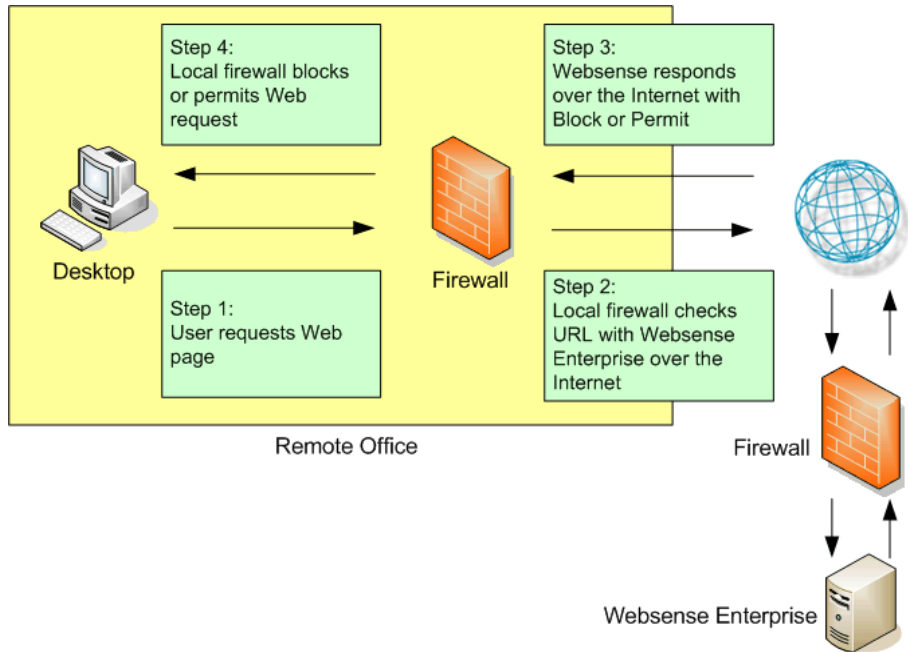 Step 4:
Local firewall blocks
or permits Web
request
Step 3:
Websense responds
over the Internet with
Block or Permit
Desktop
Firewall
Step 1:
User requests Web
page
Step 2:
Local firewall checks
URL with Websense
Enterprise over the
Internet
Remote Office
Firewall
Websense Enterprise